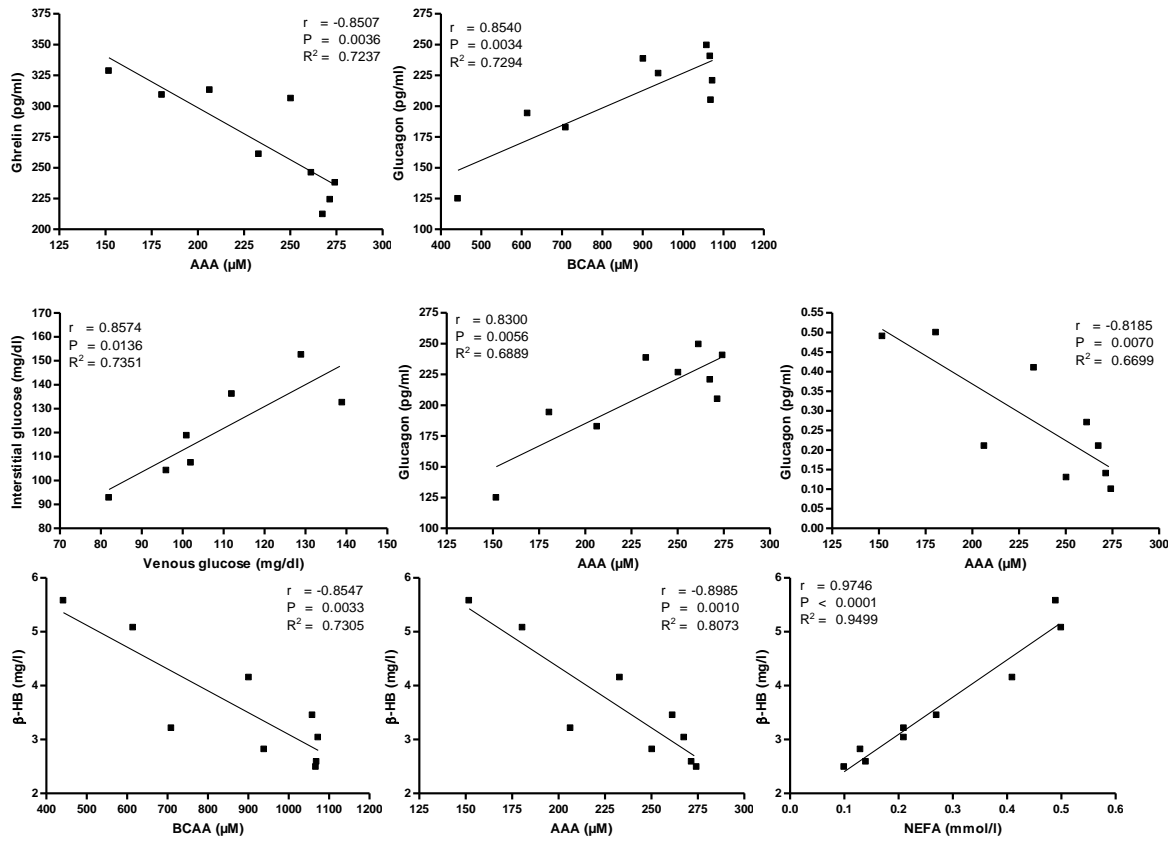 r = -0.8507
P = 0.0036
R² = 0.7237
Ghrelin (pg/ml)
375
350
325
300
275
250
225
200
125 150 175 200 225 250 275 300
AAA (µM)
r = 0.8540
P = 0.0034
R² = 0.7294
Glucagon (pg/ml)
275
250
225
200
175
150
125
100
400 500 600 700 800 900 1000 1100 1200
BCAA (µM)
r = 0.8574
P = 0.0136
R² = 0.7351
Interstitial glucose (mg/dl)
170
160
150
140
130
120
110
100
90
80
70 80 90 100 110 120 130 140 150
Venous glucose (mg/dl)
r = 0.8300
P = 0.0056
R² = 0.6889
Glucagon (pg/ml)
275
250
225
200
175
150
125
100
125 150 175 200 225 250 275 300
AAA (µM)
r = -0.8185
P = 0.0070
R² = 0.6699
Glucagon (pg/ml)
0.55
0.50
0.45
0.40
0.35
0.30
0.25
0.20
0.15
0.10
0.05
0.00
125 150 175 200 225 250 275 300
AAA (µM)
r = -0.8547
P = 0.0033
R² = 0.7305
β-HB (mg/l)
6
5
4
3
2
400 500 600 700 800 900 1000 1100 1200
BCAA (µM)
r = -0.8985
P = 0.0010
R² = 0.8073
β-HB (mg/l)
6
5
4
3
2
125 150 175 200 225 250 275 300
AAA (µM)
r = 0.9746
P < 0.0001
R² = 0.9499
β-HB (mg/l)
6
5
4
3
2
0.0 0.1 0.2 0.3 0.4 0.5 0.6
NEFA (mmol/l)